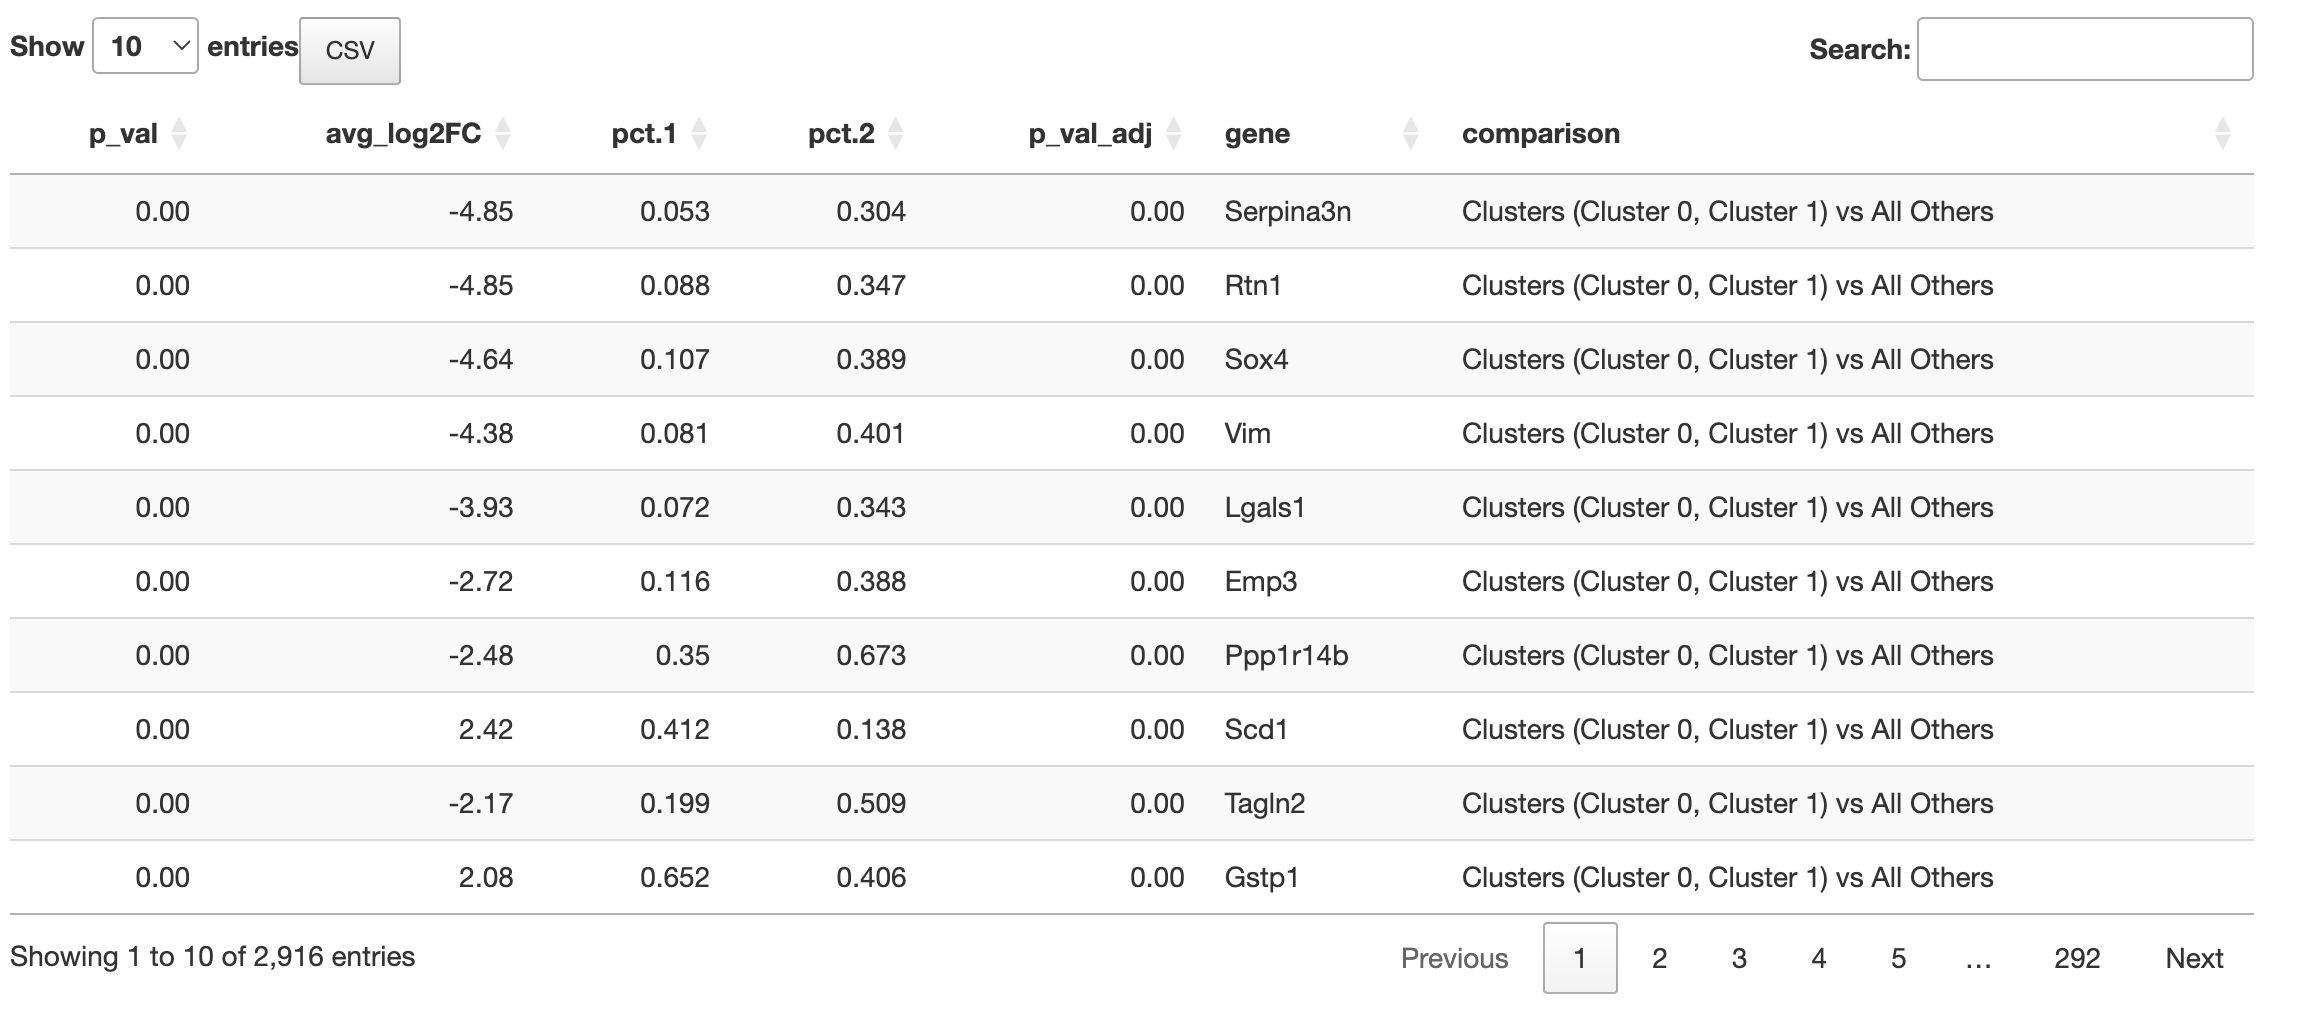 Show 10 entries CSV Search:
p_val avg_log2FC pct.1 pct.2 p_val_adj gene comparison
0.00 -4.85 0.053 0.304 0.00 Serpina3n Clusters (Cluster 0, Cluster 1) vs All Others
0.00 -4.85 0.088 0.347 0.00 Rtn1 Clusters (Cluster 0, Cluster 1) vs All Others
0.00 -4.64 0.107 0.389 0.00 Sox4 Clusters (Cluster 0, Cluster 1) vs All Others
0.00 -4.38 0.081 0.401 0.00 Vim Clusters (Cluster 0, Cluster 1) vs All Others
0.00 -3.93 0.072 0.343 0.00 Lgals1 Clusters (Cluster 0, Cluster 1) vs All Others
0.00 -2.72 0.116 0.388 0.00 Emp3 Clusters (Cluster 0, Cluster 1) vs All Others
0.00 -2.48 0.35 0.673 0.00 Ppp1r14b Clusters (Cluster 0, Cluster 1) vs All Others
0.00 2.42 0.412 0.138 0.00 Scd1 Clusters (Cluster 0, Cluster 1) vs All Others
0.00 -2.17 0.199 0.509 0.00 Tagln2 Clusters (Cluster 0, Cluster 1) vs All Others
0.00 2.08 0.652 0.406 0.00 Gstp1 Clusters (Cluster 0, Cluster 1) vs All Others
Showing 1 to 10 of 2,916 entries Previous 1 2 3 4 5 … 292 Next